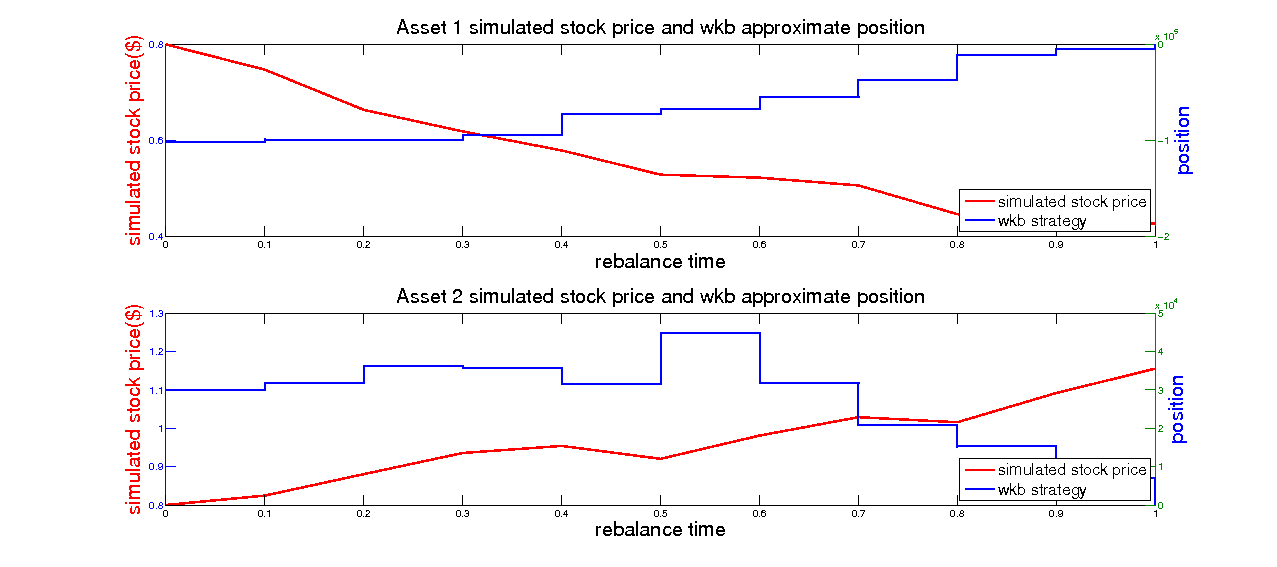 Asset 1 simulated stock price and wkb approximate position
x 10^5
simulated stock price($)
0.8
0.6
0.4
0
-1
-2
position
simulated stock price
wkb strategy
0 0.1 0.2 0.3 0.4 0.5 0.6 0.7 0.8 0.9 1
rebalance time
Asset 2 simulated stock price and wkb approximate position
x 10^4
simulated stock price($)
1.3
1.2
1.1
1
0.9
0.8
5
4
3
2
1
0
position
simulated stock price
wkb strategy
0 0.1 0.2 0.3 0.4 0.5 0.6 0.7 0.8 0.9 1
rebalance time